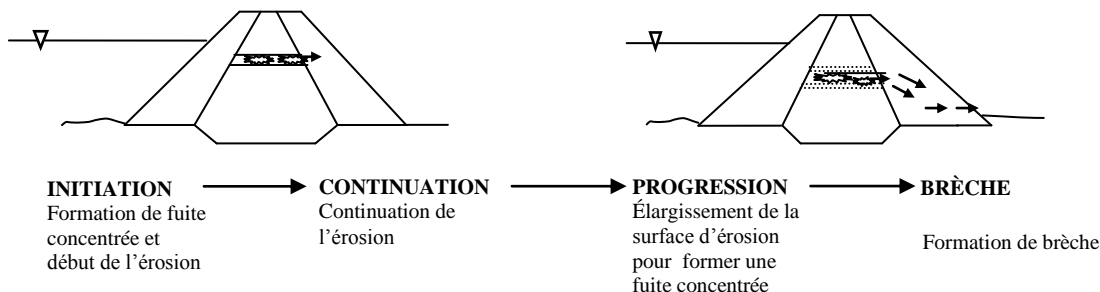 INITIATION
Formation de fuite
concentrée et
début de l'érosion
CONTINUATION
Continuation de
l'érosion
PROGRESSION
Élargissement de la
surface d'érosion
pour former une
fuite concentrée
BRÈCHE
Formation de brèche